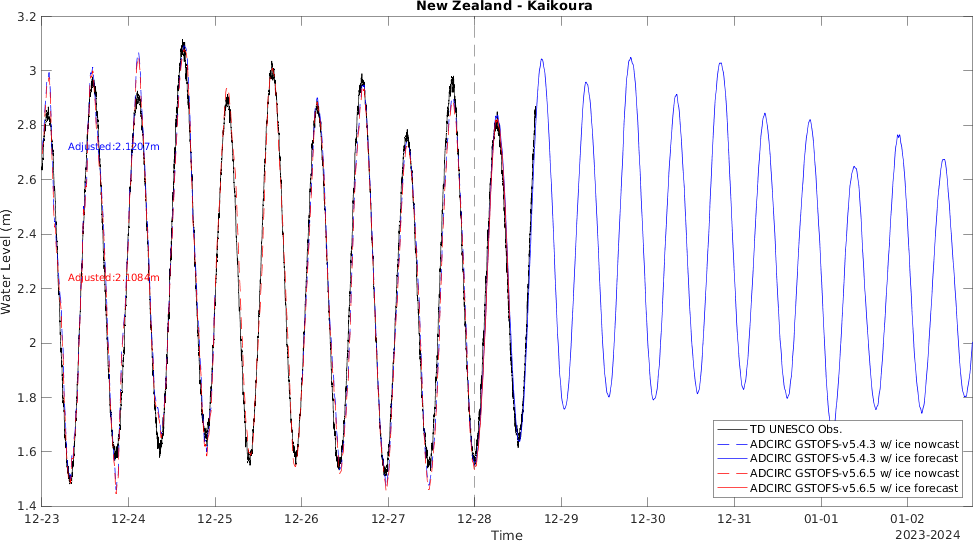 New Zealand - Kaikoura
3.2
3
2.8
2.6
2.4
2.2
2
1.8
1.6
1.4
Water Level (m)
Adjusted:2.1207m
Adjusted:2.1084m
TD UNESCO Obs.
ADCIRC GSTOFS-v5.4.3 w/ ice nowcast
ADCIRC GSTOFS-v5.4.3 w/ ice forecast
ADCIRC GSTOFS-v5.6.5 w/ ice nowcast
ADCIRC GSTOFS-v5.6.5 w/ ice forecast
12-23 12-24 12-25 12-26 12-27 12-28 12-29 12-30 12-31 01-01 01-02
Time
2023-2024